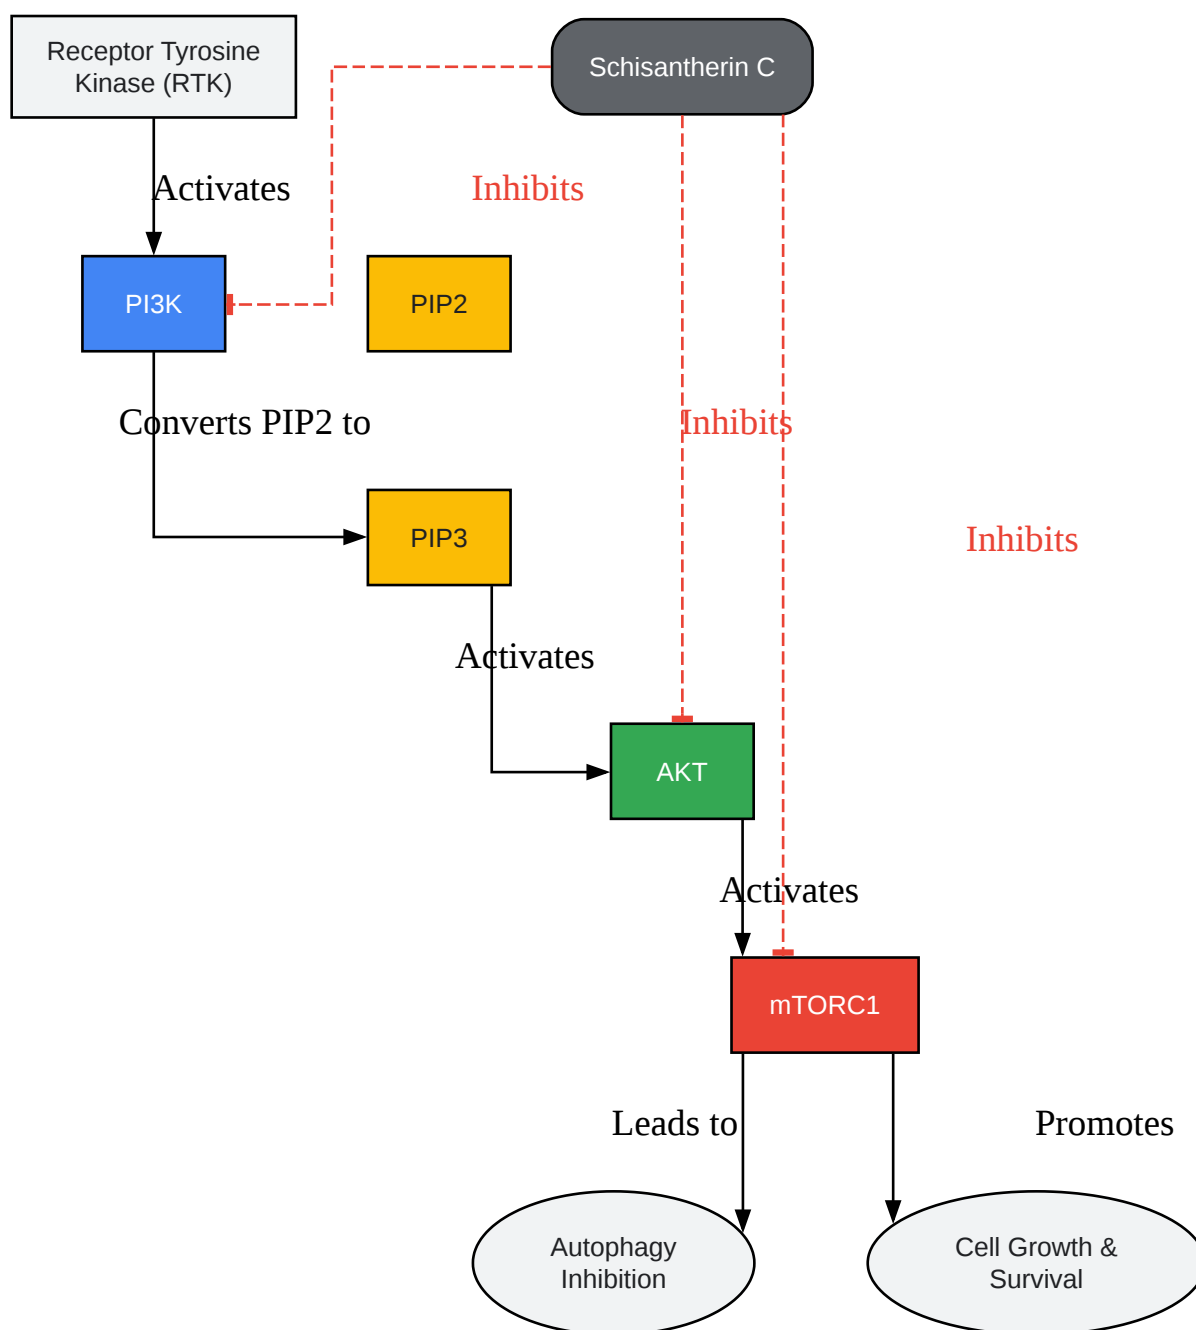 Receptor Tyrosine
Kinase (RTK)
Schisantherin C
Activates
Inhibits
PI3K
PIP2
Converts PIP2 to
Inhibits
PIP3
Inhibits
Activates
AKT
Activates
mTORC1
Leads to
Promotes
Autophagy
Inhibition
Cell Growth &
Survival